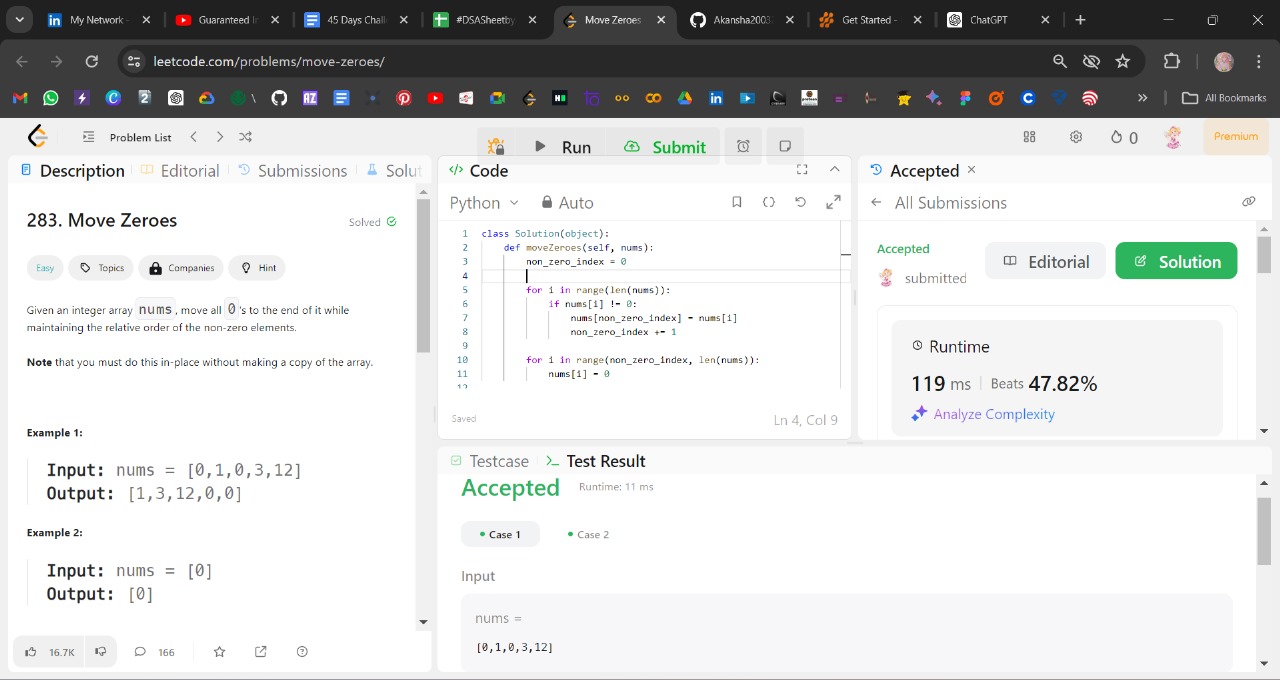 My Network -
Guaranteed Ir
45 Days Chall
#DSASheetby
Move Zeroes
Akansha2003
Get Started -
ChatGPT
leetcode.com/problems/move-zeroes/
All Bookmarks
Problem List
Run
Submit
0
Premium
Description
Editorial
Submissions
Solut
283. Move Zeroes
Solved
Easy
Topics
Companies
Hint
Given an integer array nums, move all 0's to the end of it while
maintaining the relative order of the non-zero elements.
Note that you must do this in-place without making a copy of the array.
Example 1:
Input: nums = [0,1,0,3,12]
Output: [1,3,12,0,0]
Example 2:
Input: nums = [0]
Output: [0]
16.7K
166
Code
Python
Auto
1 class Solution(object):
2 def moveZeroes(self, nums):
3 non_zero_index = 0
4
5 for i in range(len(nums)):
6 if nums[i] != 0:
7 nums[non_zero_index] = nums[i]
8 non_zero_index += 1
9
10 for i in range(non_zero_index, len(nums)):
11 nums[i] = 0
12
Saved
Ln 4, Col 9
Accepted
All Submissions
Accepted
submitted
Editorial
Solution
Runtime
119 ms
Beats 47.82%
Analyze Complexity
Testcase
Test Result
Accepted
Runtime: 11 ms
Case 1
Case 2
Input
nums =
[0,1,0,3,12]